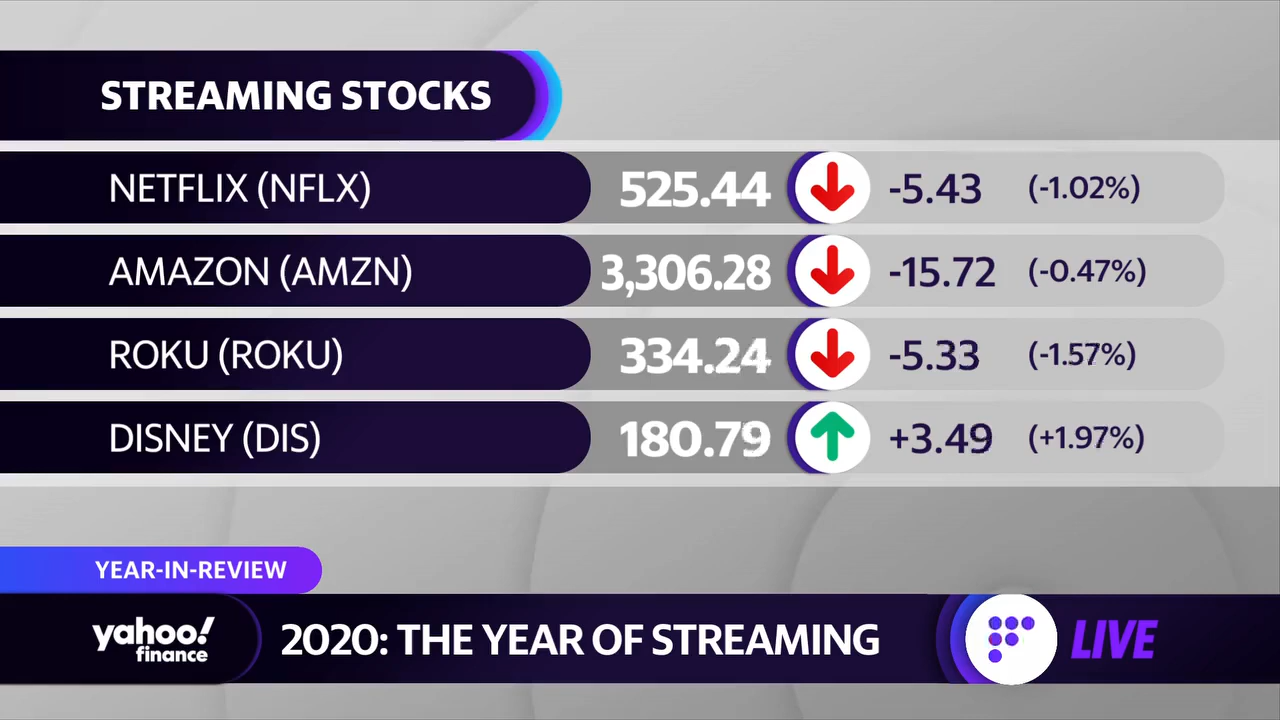 STREAMING STOCKS
NETFLIX (NFLX) 525.44 -5.43 (-1.02%)
AMAZON (AMZN) 3,306.28 -15.72 (-0.47%)
ROKU (ROKU) 334.24 -5.33 (-1.57%)
DISNEY (DIS) 180.79 +3.49 (+1.97%)
YEAR-IN-REVIEW
yahoo!
finance
2020: THE YEAR OF STREAMING
LIVE